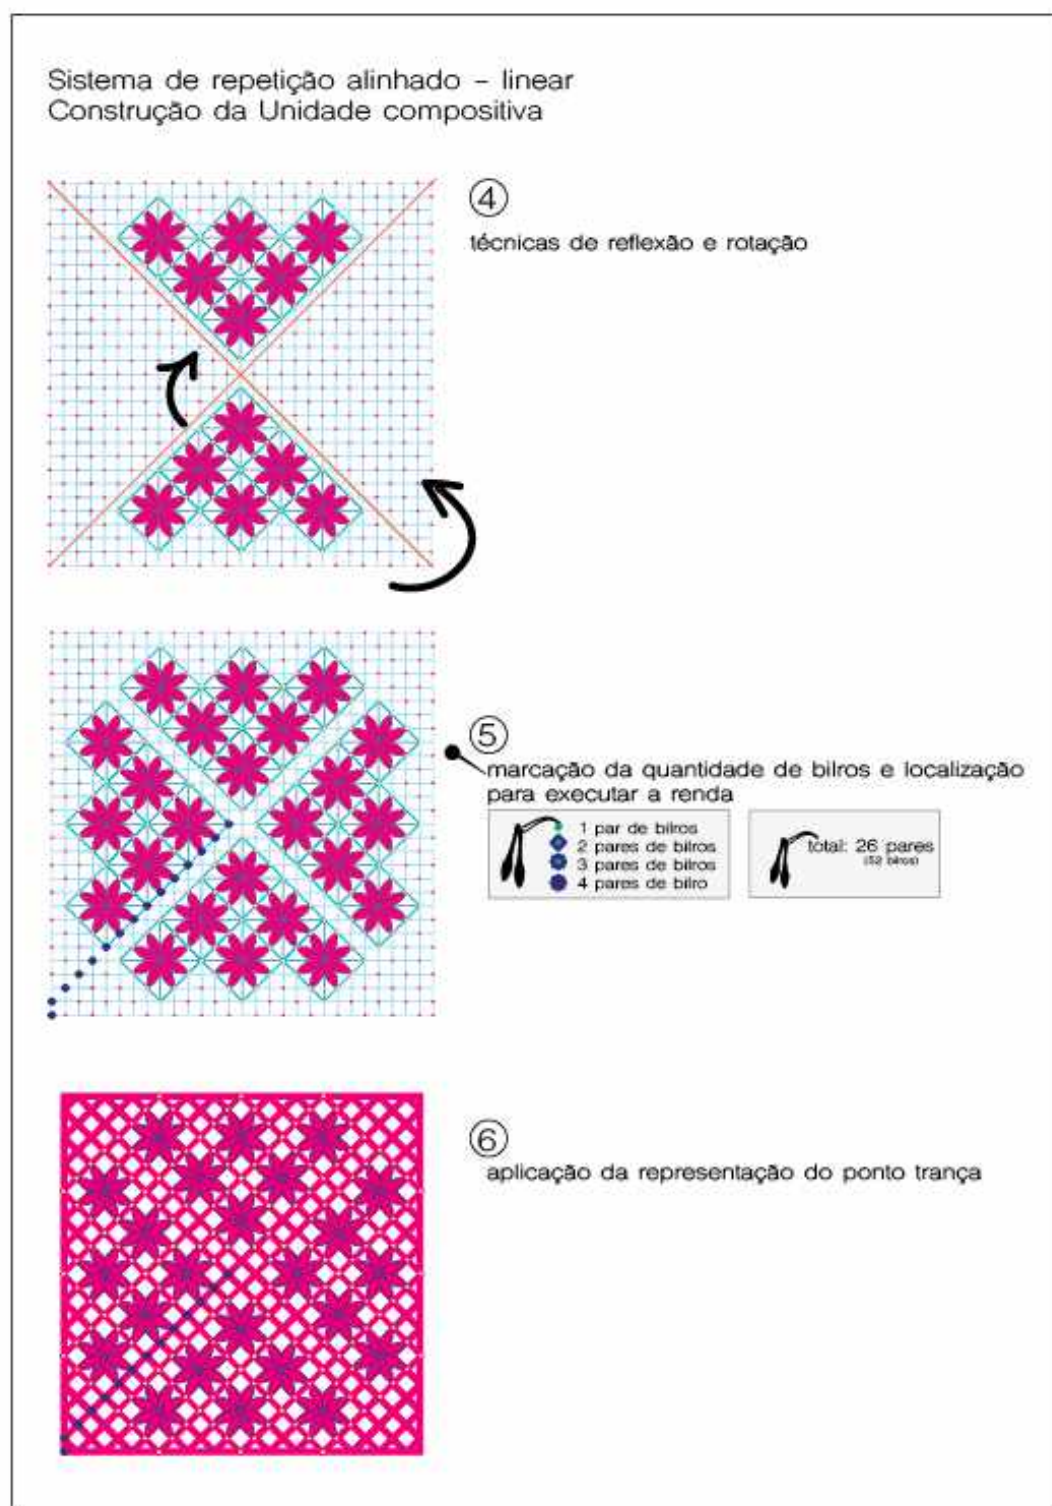 Sistema de repetição alinhado – linear
Construção da Unidade compositiva
4
técnicas de reflexão e rotação
5
marcação da quantidade de bilros e localização
para executar a renda
1 par de bilros
2 pares de bilros
3 pares de bilros
4 pares de bilro
total: 26 pares
(52 bilros)
6
aplicação da representação do ponto trança